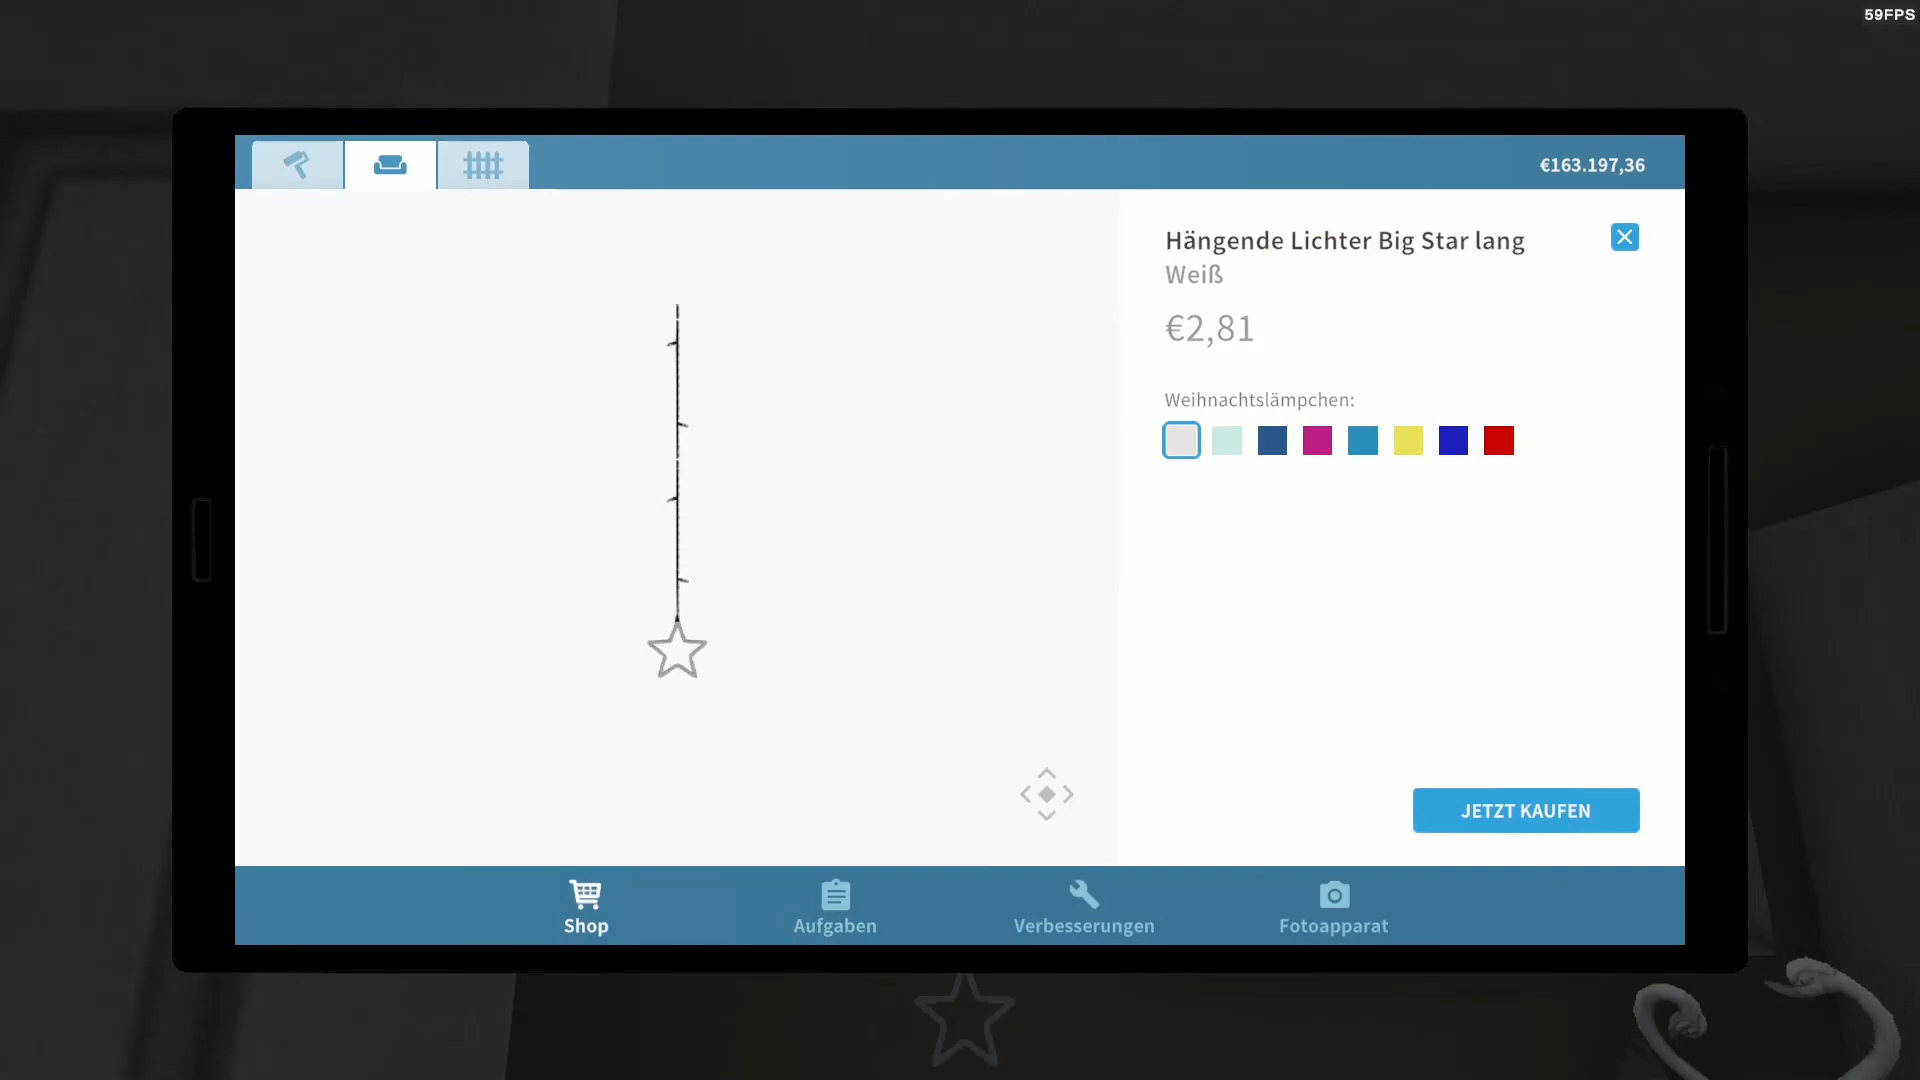 59FPS
€163.197,36
Hängende Lichter Big Star lang
Weiß
€2,81
Weihnachtslämpchen:
JETZT KAUFEN
Shop
Aufgaben
Verbesserungen
Fotoapparat